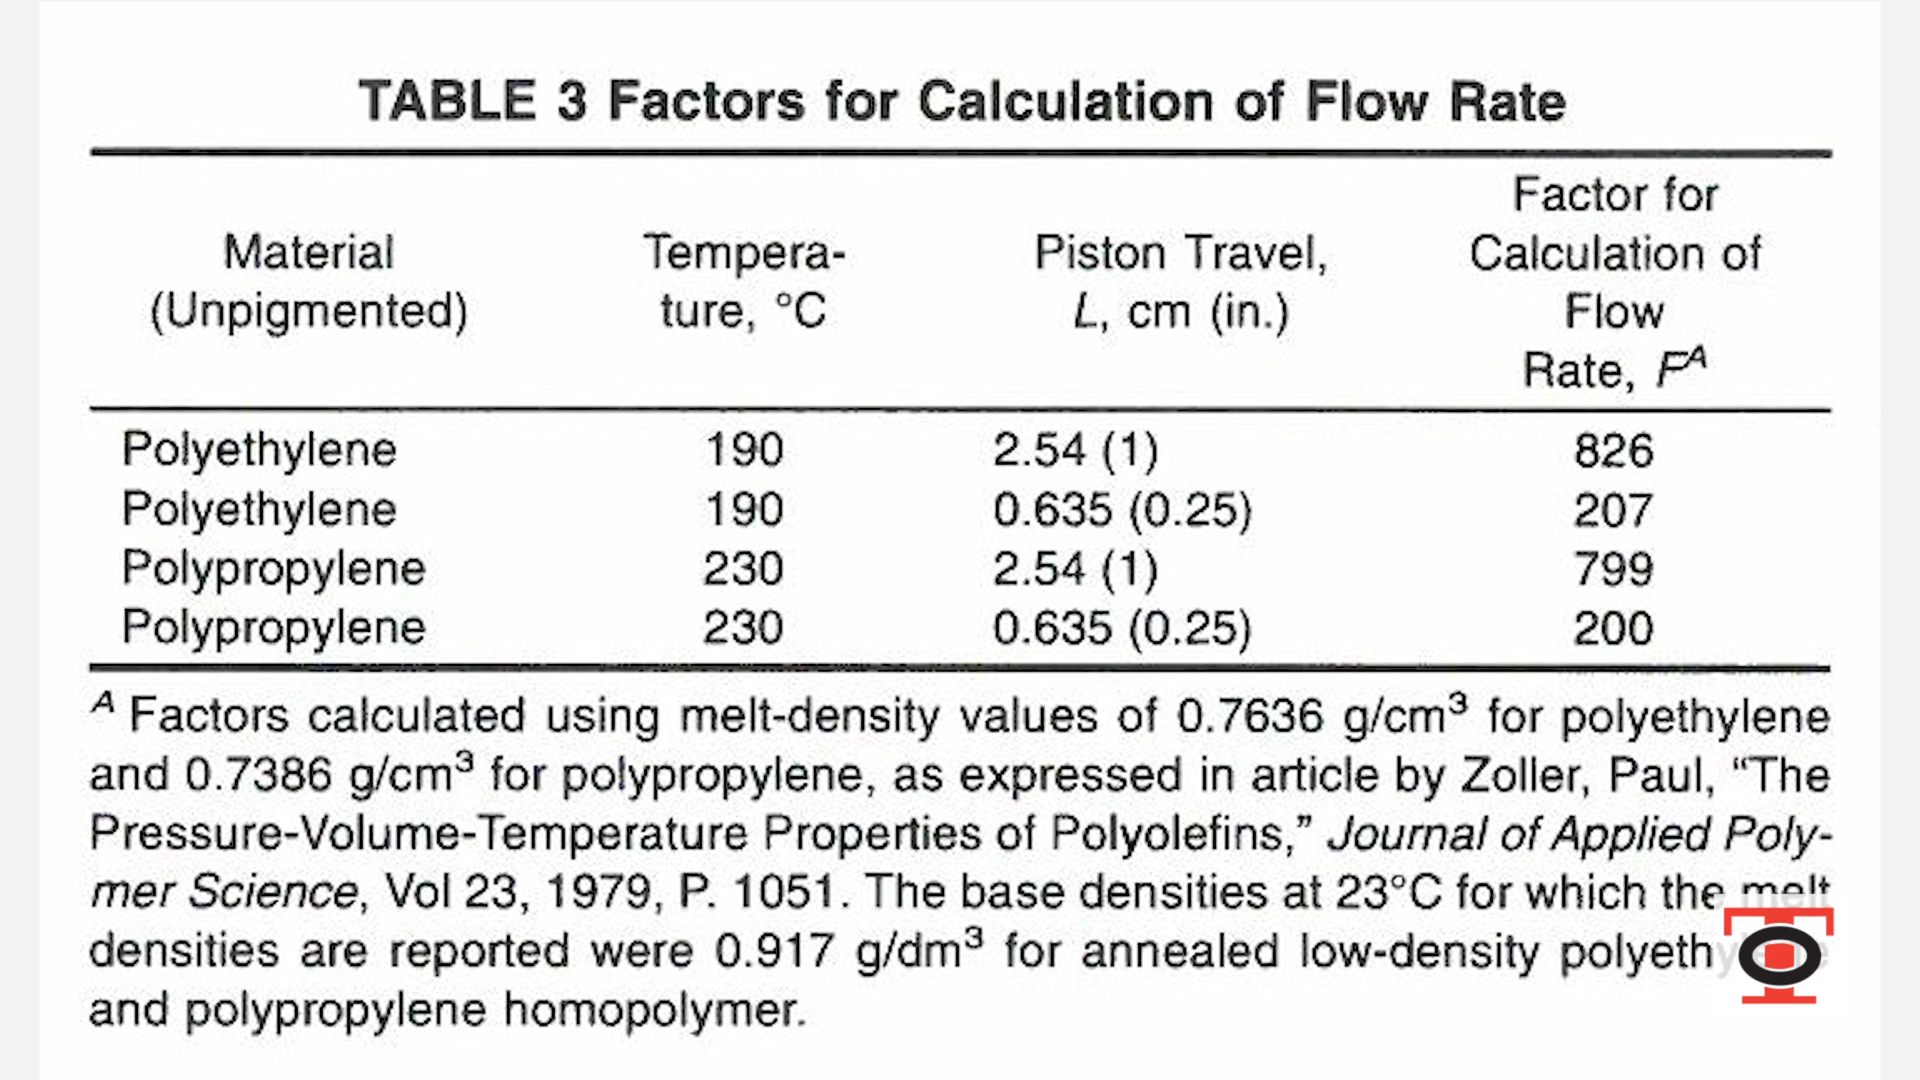 TABLE 3 Factors for Calculation of Flow Rate
Material
(Unpigmented)
Tempera-
ture, °C
Piston Travel,
L, cm (in.)
Factor for
Calculation of
Flow
Rate, Fᴬ
Polyethylene 190 2.54 (1) 826
Polyethylene 190 0.635 (0.25) 207
Polypropylene 230 2.54 (1) 799
Polypropylene 230 0.635 (0.25) 200
ᴬ Factors calculated using melt-density values of 0.7636 g/cm³ for polyethylene
and 0.7386 g/cm³ for polypropylene, as expressed in article by Zoller, Paul, “The
Pressure-Volume-Temperature Properties of Polyolefins,” Journal of Applied Poly-
mer Science, Vol 23, 1979, P. 1051. The base densities at 23°C for which the melt
densities are reported were 0.917 g/dm³ for annealed low-density
and polypropylene homopolymer.